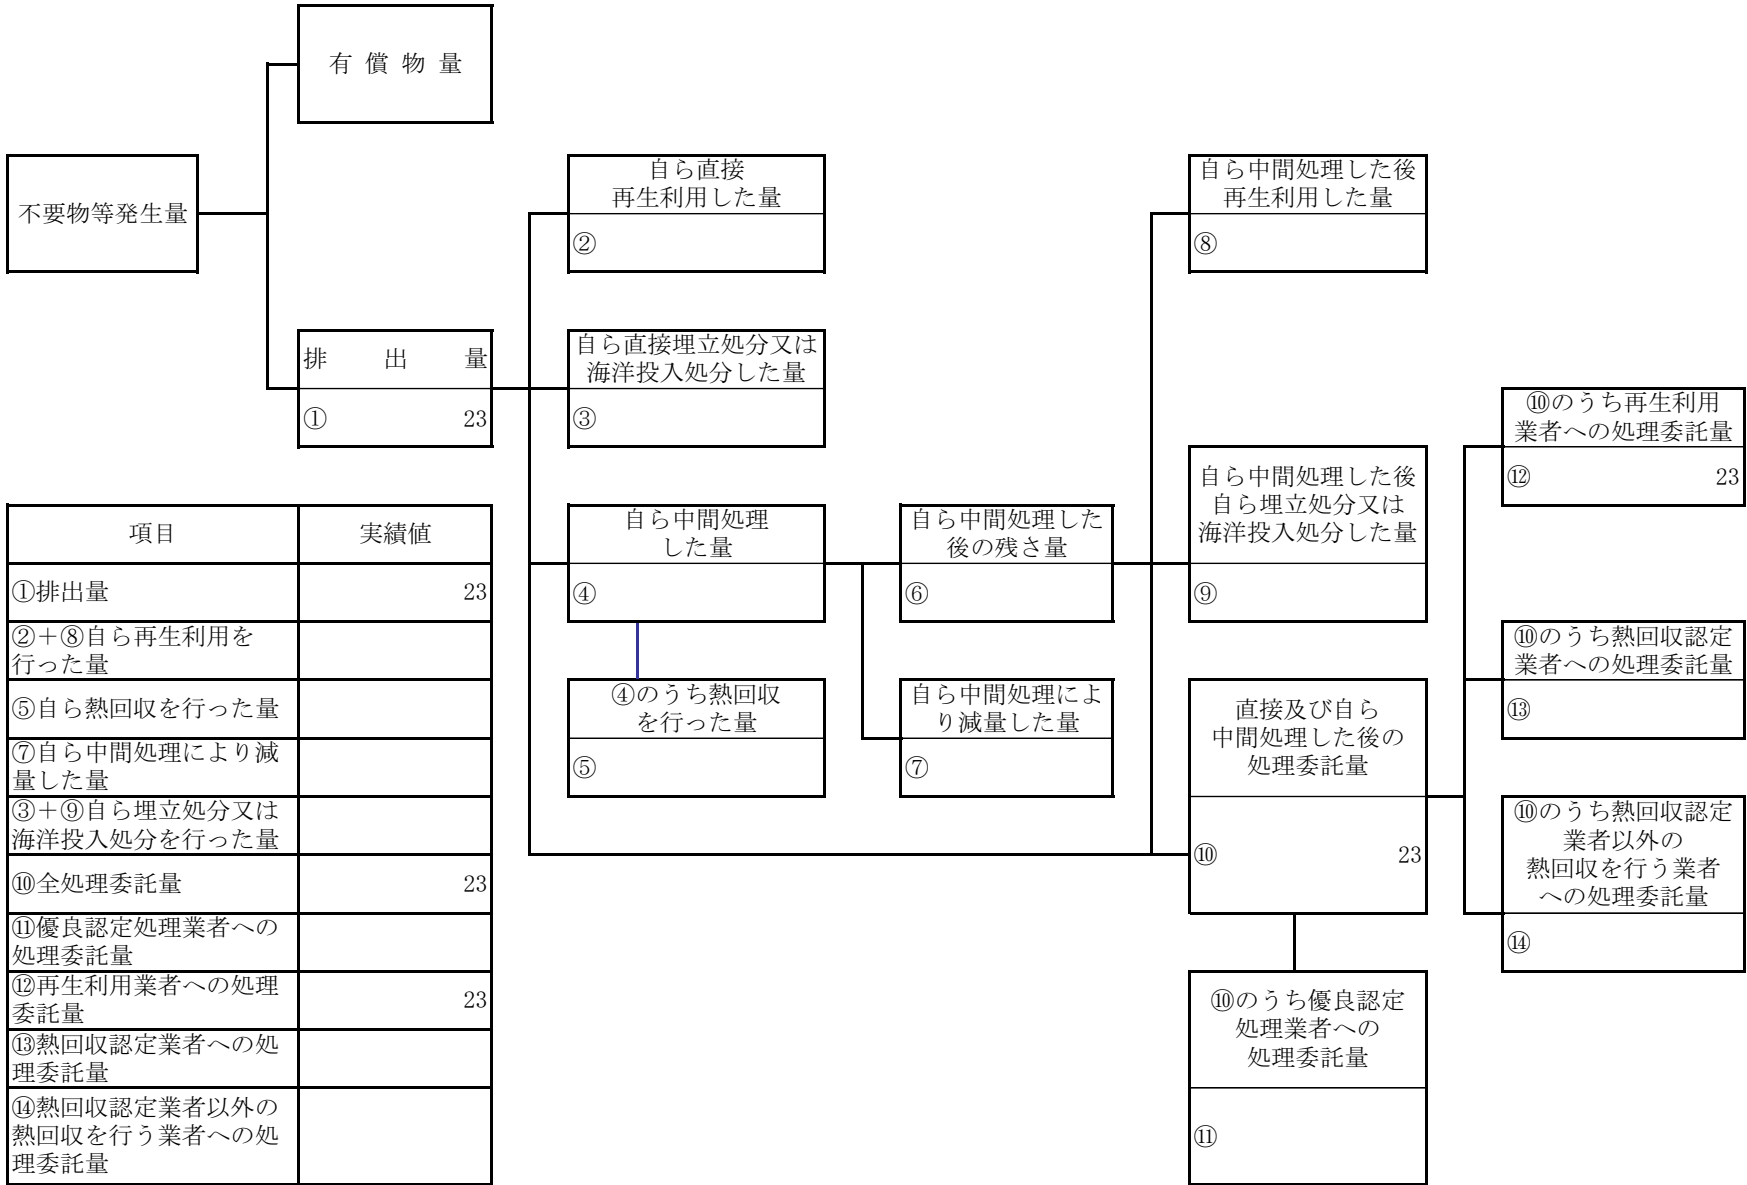 有 償 物 量
不要物等発生量
排 出 量
① 23
自ら直接
再生利用した量
②
自ら直接埋立処分又は
海洋投入処分した量
③
自ら中間処理
した量
④
④のうち熱回収
を行った量
⑤
自ら中間処理した
後の残さ量
⑥
自ら中間処理によ
り減量した量
⑦
自ら中間処理した後
再生利用した量
⑧
自ら中間処理した後
自ら埋立処分又は
海洋投入処分した量
⑨
直接及び自ら
中間処理した後の
処理委託量
⑩ 23
⑩のうち優良認定
処理業者への
処理委託量
⑪
⑩のうち再生利用
業者への処理委託量
⑫ 23
⑩のうち熱回収認定
業者への処理委託量
⑬
⑩のうち熱回収認定
業者以外の
熱回収を行う業者
への処理委託量
⑭
項目 実績値
①排出量 23
②＋⑧自ら再生利用を
行った量
⑤自ら熱回収を行った量
⑦自ら中間処理により減
量した量
③＋⑨自ら埋立処分又は
海洋投入処分を行った量
⑩全処理委託量 23
⑪優良認定処理業者への
処理委託量
⑫再生利用業者への処理
委託量 23
⑬熱回収認定業者への処
理委託量
⑭熱回収認定業者以外の
熱回収を行う業者への処
理委託量